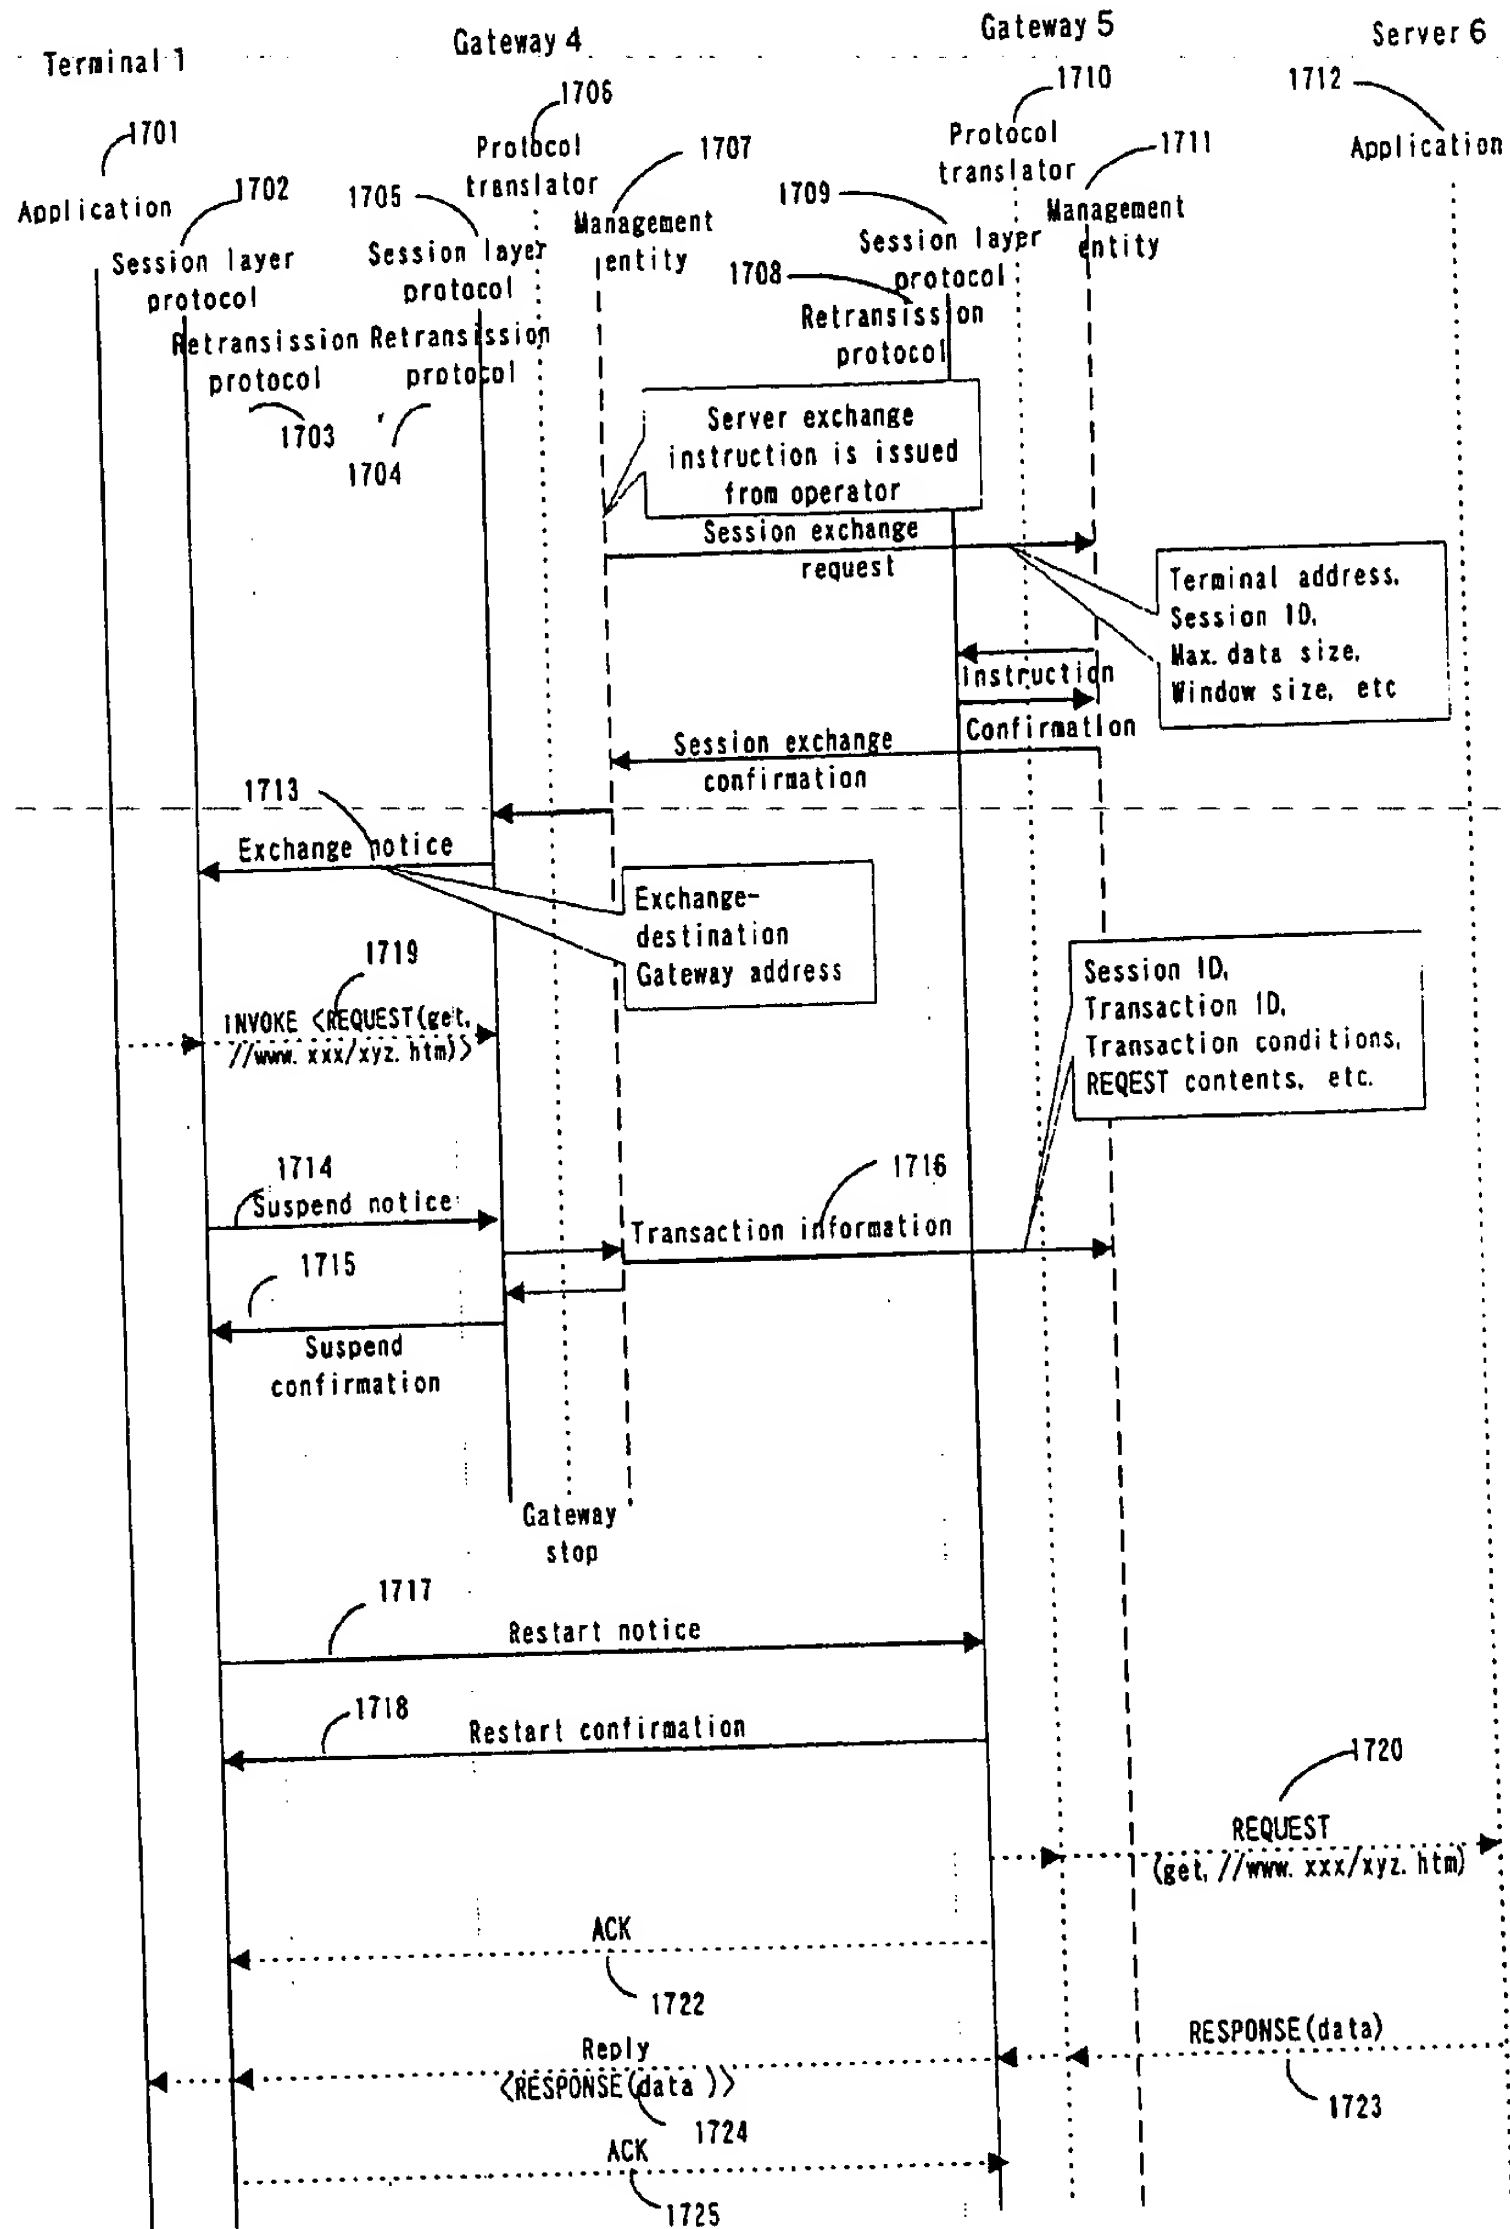 Terminal 1
Gateway 4
Gateway 5
Server 6
1706
1710
1712
1701
Protocol
translator
1707
Protocol
translator
1711
Application
1702
1705
1709
Application
Management
entity
Management
entity
Session layer
protocol
Session layer
protocol
Session layer
protocol
1708
Retransission
protocol
Retransission
protocol
Retransission
protocol
1703
1704
Server exchange
instruction is issued
from operator
Session exchange
request
Terminal address,
Session ID,
Max. data size,
Window size, etc
Instruction
Confirmation
Session exchange
confirmation
1713
Exchange notice
Exchange-
destination
Gateway address
1719
INVOKE <REQUEST(get,
//www. xxx/xyz. htm)>
Session ID,
Transaction ID,
Transaction conditions,
REQEST contents, etc.
1714
Suspend notice
1716
Transaction information
1715
Suspend
confirmation
Gateway
stop
1717
Restart notice
1718
Restart confirmation
1720
REQUEST
(get, //www. xxx/xyz. htm)
ACK
1722
RESPONSE(data)
1723
Reply
<RESPONSE(data )>
1724
ACK
1725